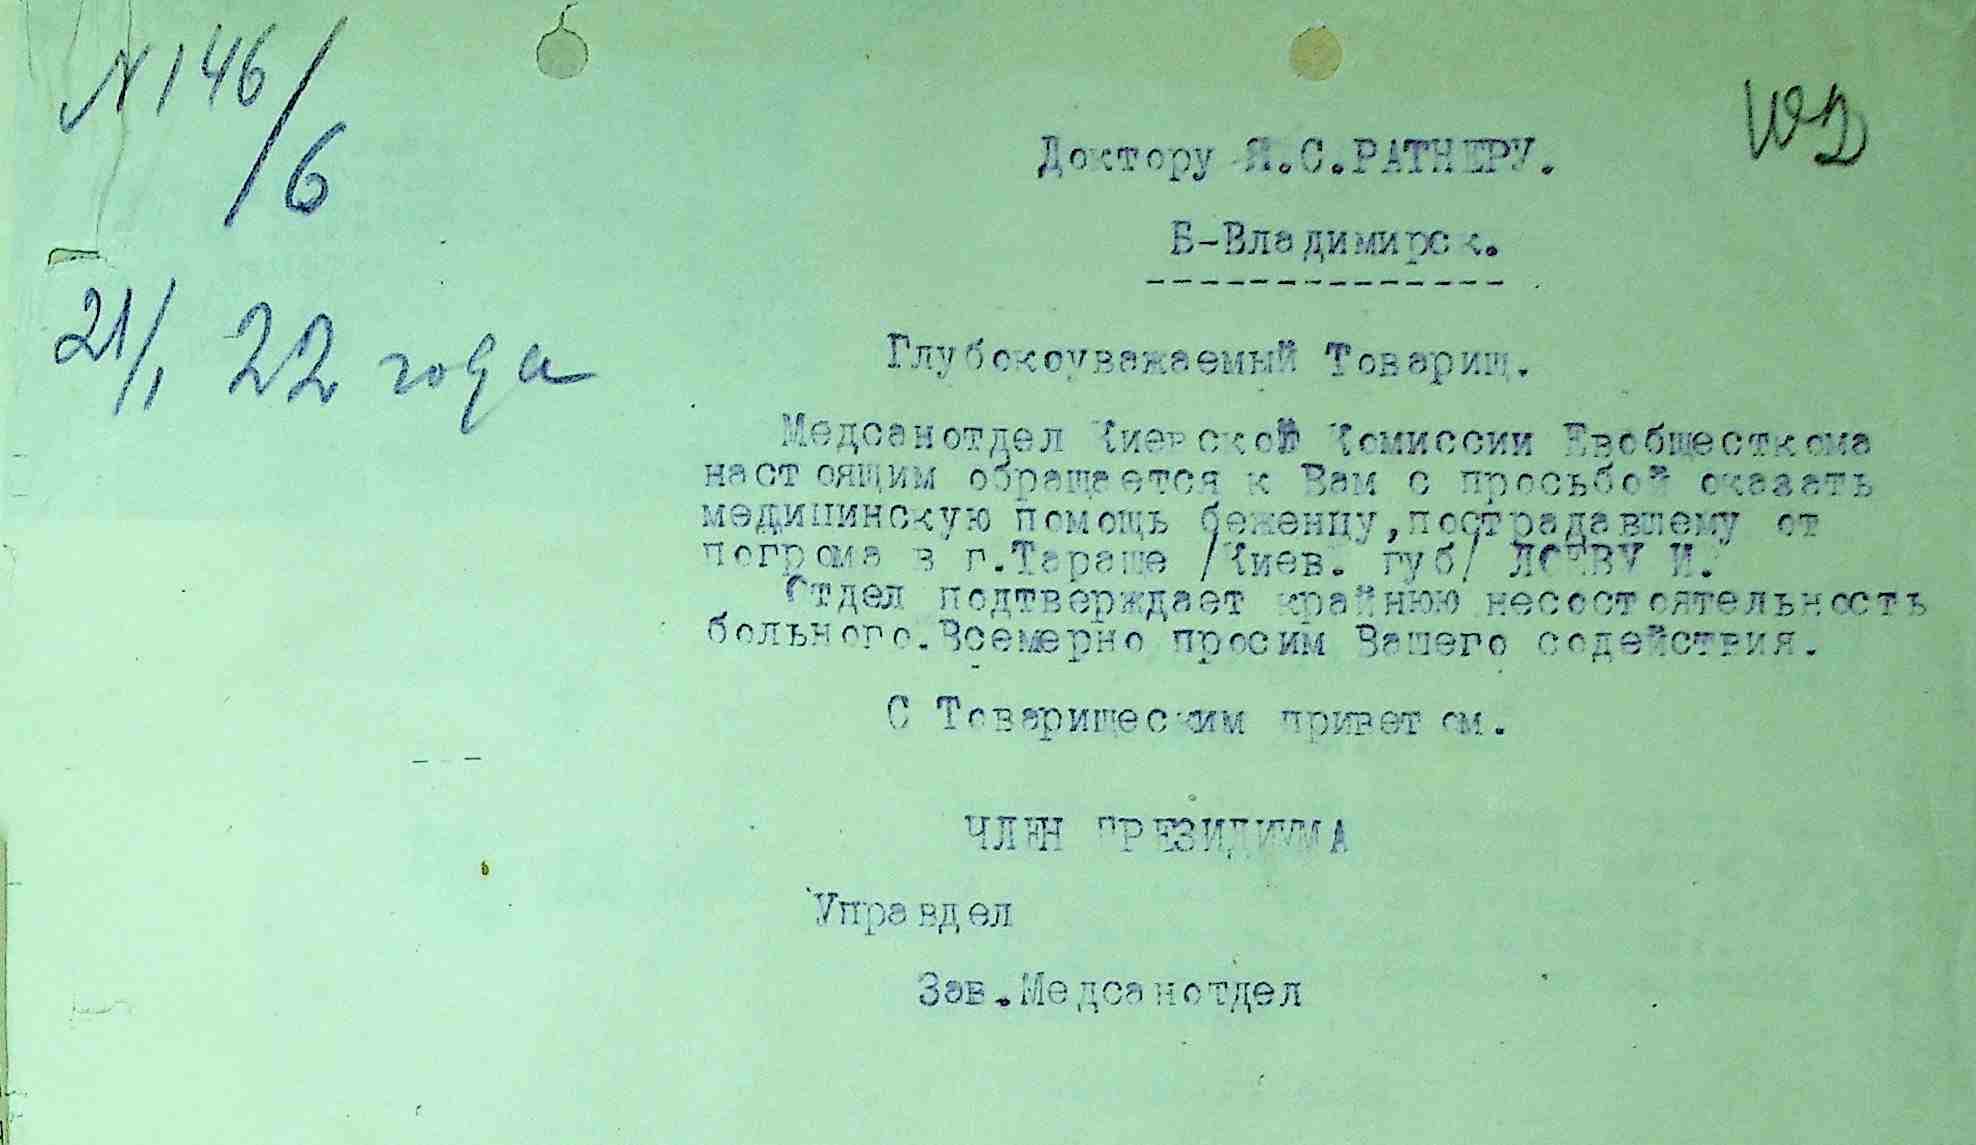 N 146/6
21/1 22 года
Доктору Я.С.РАТНЕРУ.
Б-Владимирск.
--------------
Глубокоуважаемый Товарищ.
Медсанотдел Киевской Комиссии Евобщесткома
настоящим обращается к Вам с просьбой оказать
медицинскую помощь беженцу,пострадавшему от
погрома в г.Тараще /Киев. губ/ ЛОЕВУ И.
Отдел подтверждает крайнюю несостоятельность
больного.Всемерно просим Вашего содействия.
С Товарищеским приветом.
ЧЛЕН ПРЕЗИДИУМА
Управдел
Зав.Медсанотдел